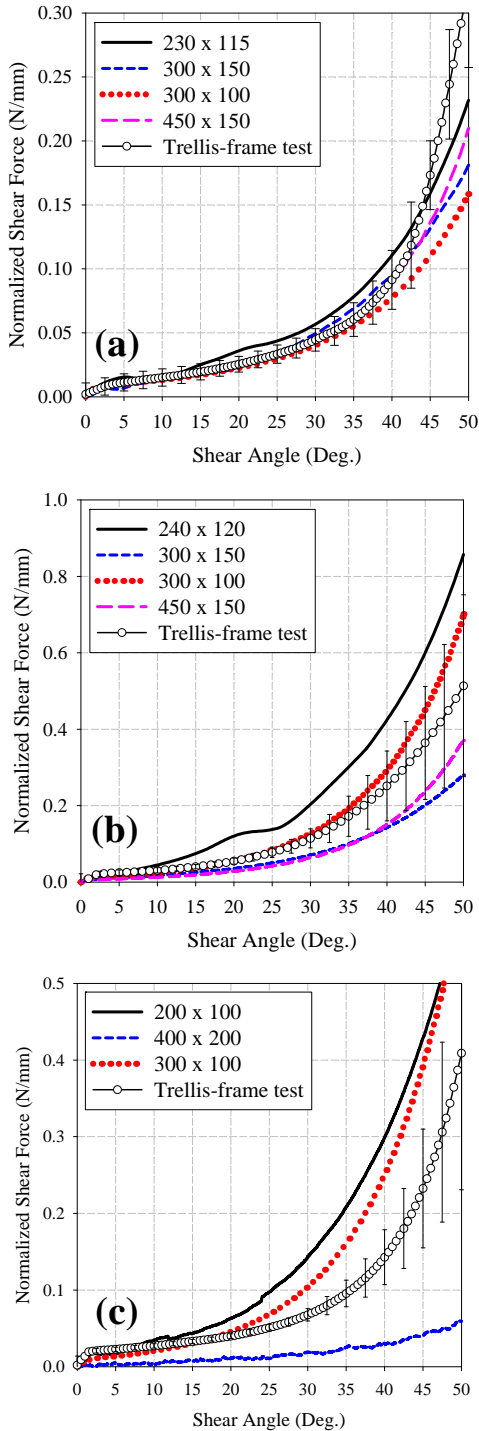 0.30
0.25
0.20
0.15
0.10
0.05
0.00
Normalized Shear Force (N/mm)
230 x 115
300 x 150
300 x 100
450 x 150
Trellis-frame test
(a)
0 5 10 15 20 25 30 35 40 45 50
Shear Angle (Deg.)
1.0
0.8
0.6
0.4
0.2
0.0
Normalized Shear Force (N/mm)
240 x 120
300 x 150
300 x 100
450 x 150
Trellis-frame test
(b)
0 5 10 15 20 25 30 35 40 45 50
Shear Angle (Deg.)
0.5
0.4
0.3
0.2
0.1
0.0
Normalized Shear Force (N/mm)
200 x 100
400 x 200
300 x 100
Trellis-frame test
(c)
0 5 10 15 20 25 30 35 40 45 50
Shear Angle (Deg.)